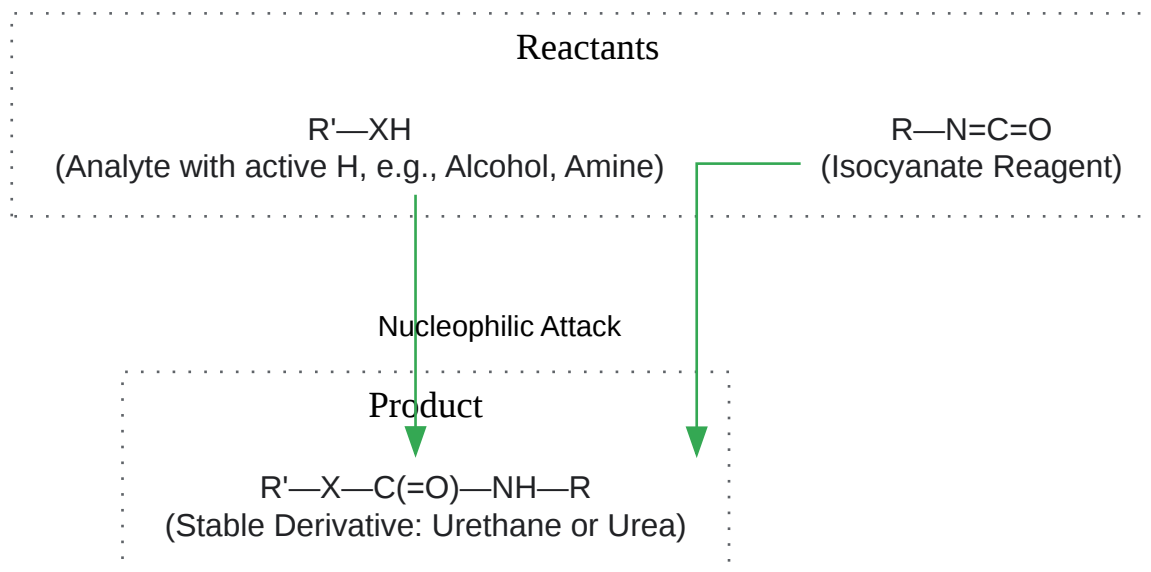 Reactants
R'—XH
(Analyte with active H, e.g., Alcohol, Amine)
R—N=C=O
(Isocyanate Reagent)
Nucleophilic Attack
Product
R'—X—C(=O)—NH—R
(Stable Derivative: Urethane or Urea)